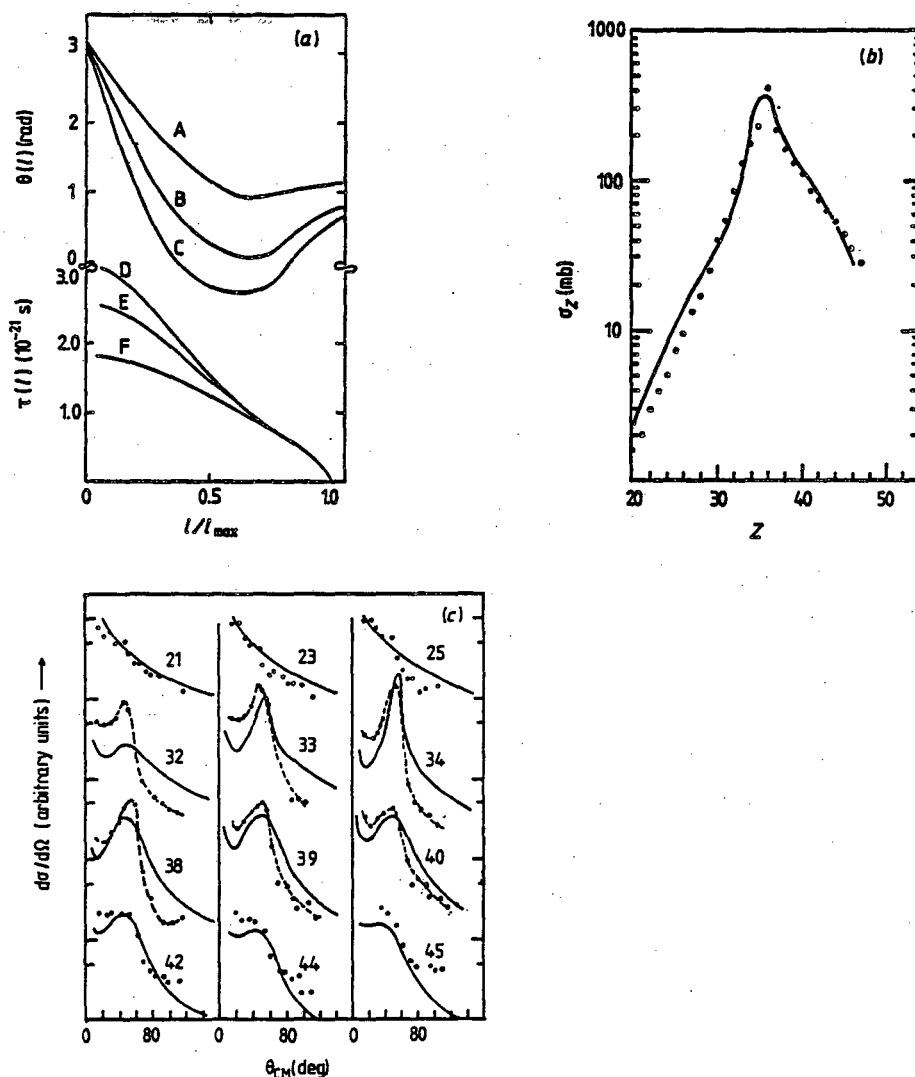 (a)
3
2
1
0
θ(l) (rad)
A
B
C
D
E
F
3.0
2.0
1.0
τ(l) (10⁻²¹ s)
0 0.5 1.0
l/l_max
(b)
1000
100
10
σ_Z (mb)
20 30 40 50
Z
(c)
21 23 25
32 33 34
38 39 40
42 44 45
dσ/dΩ (arbitrary units) →
0 80 0 80 0 80
θ_CM (deg)